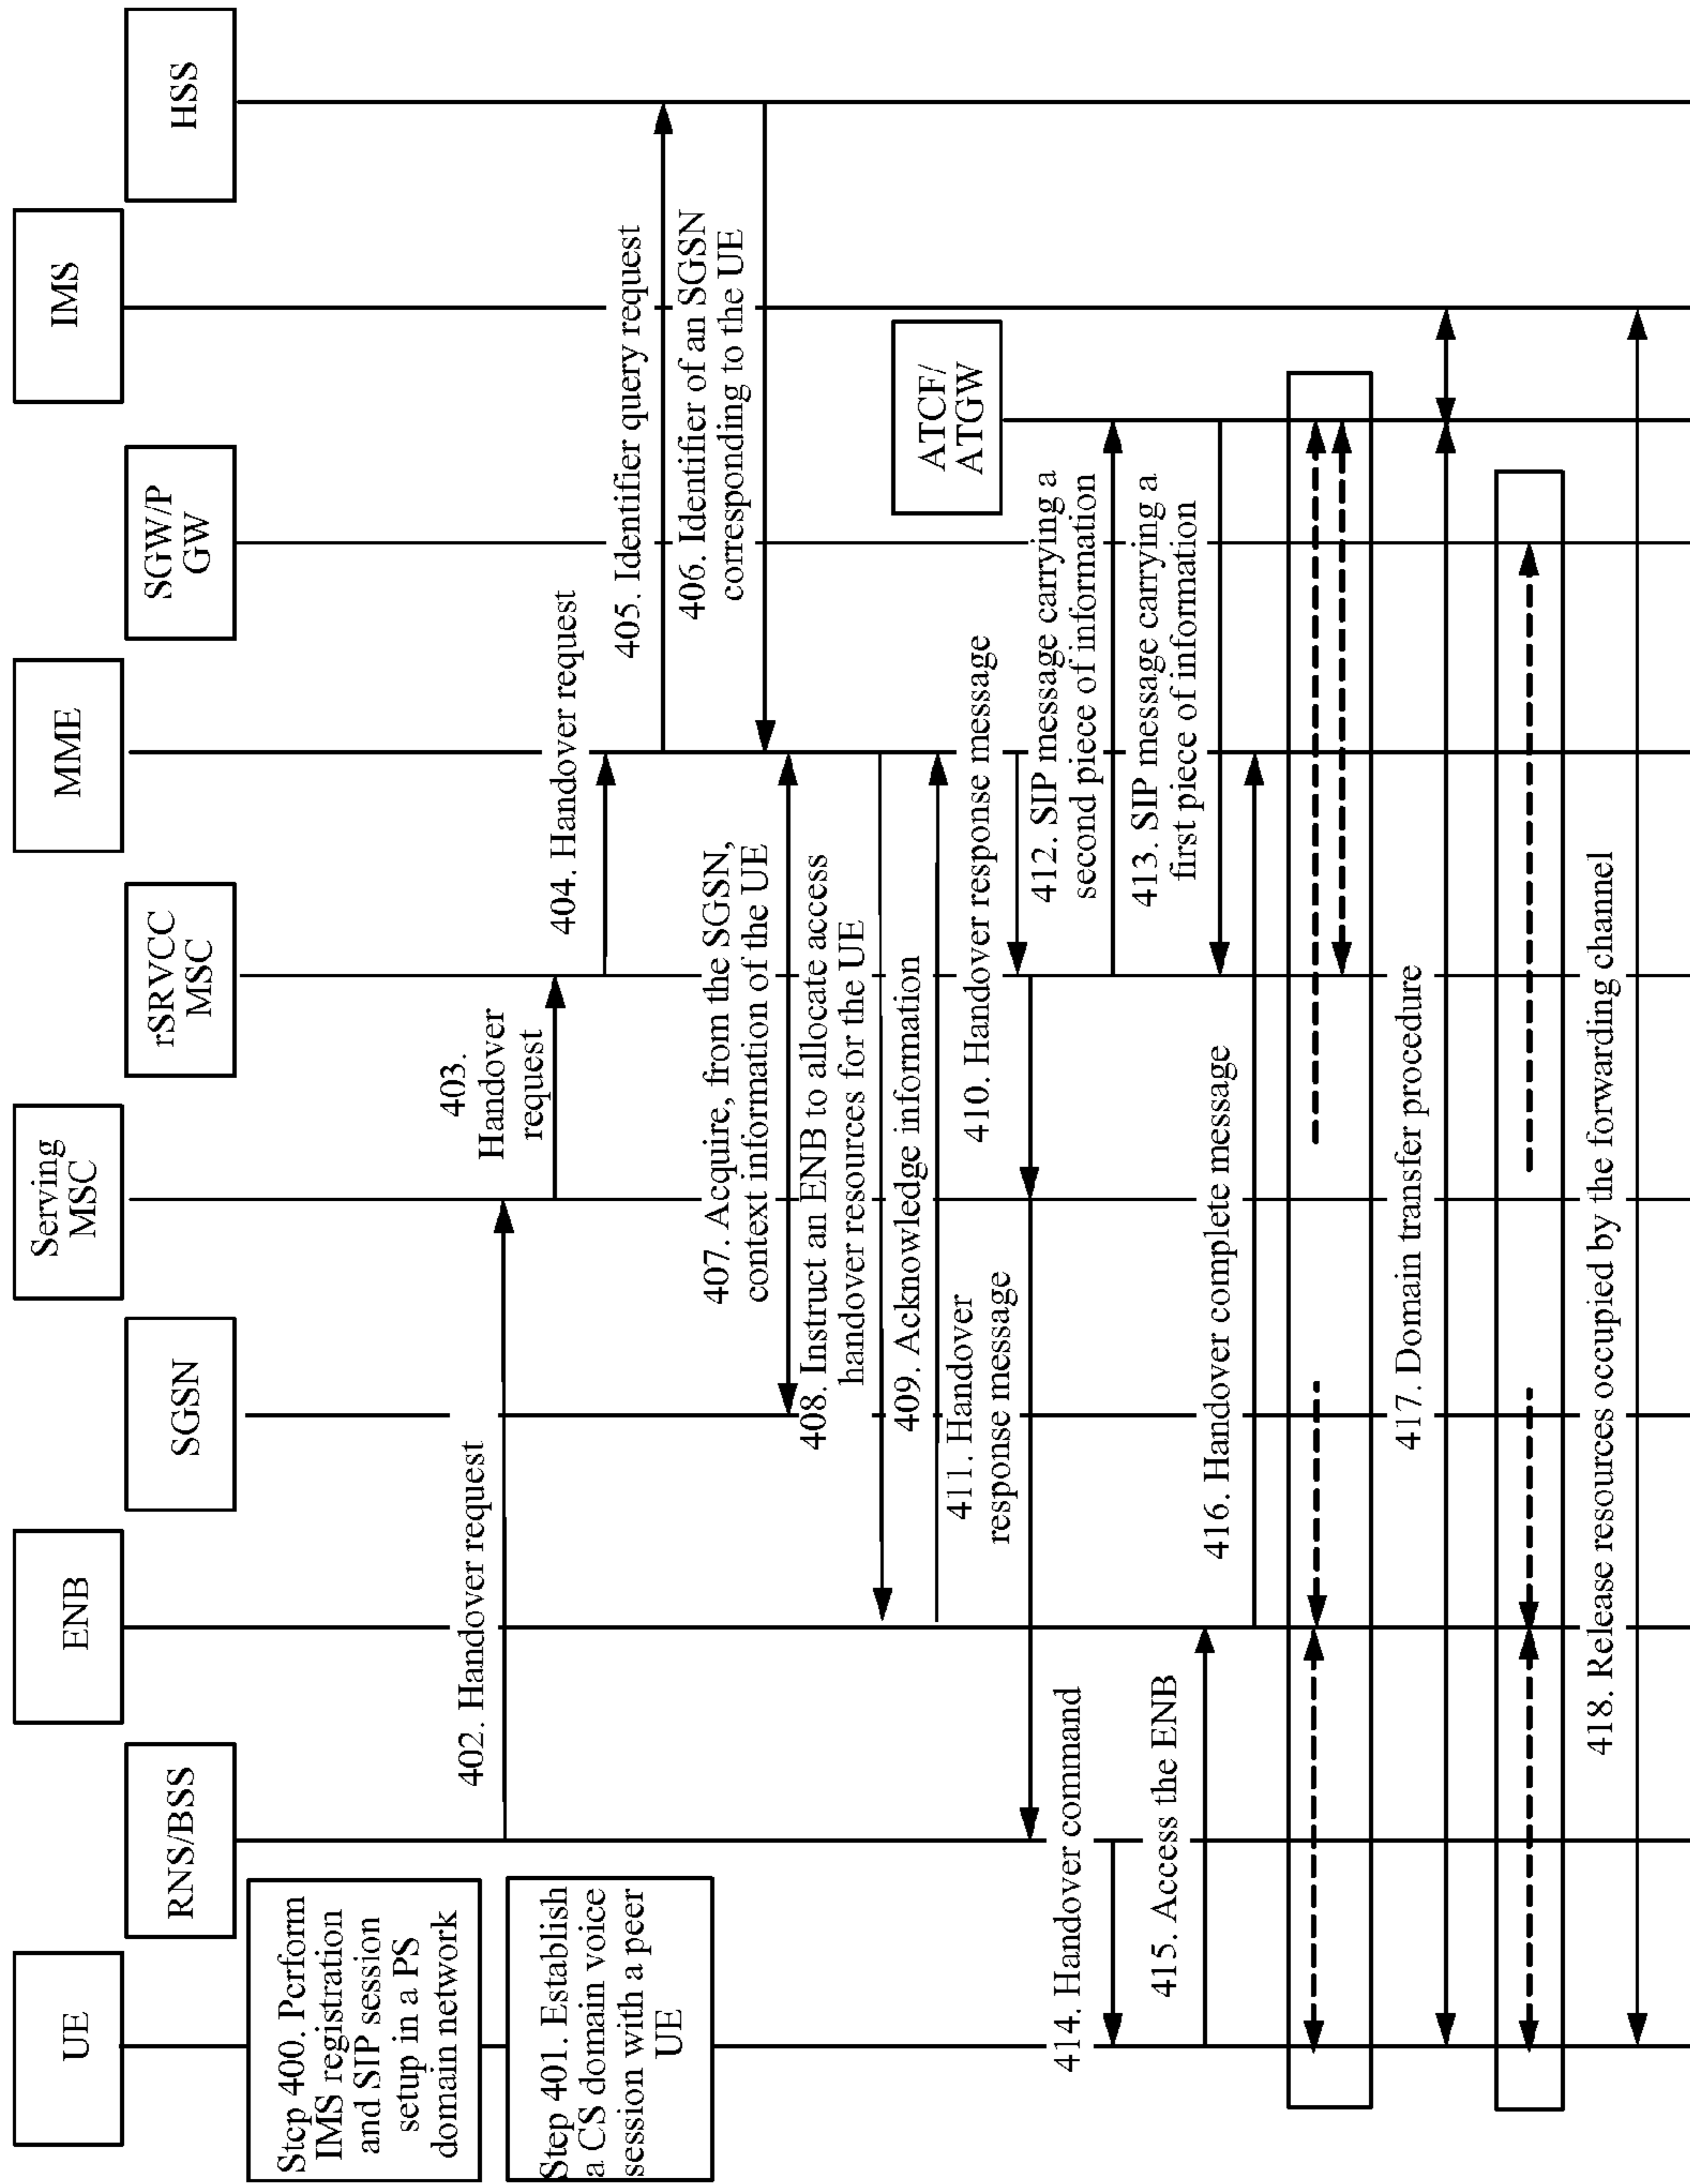 UE
RNS/BSS
ENB
SGSN
Serving
MSC
rSRVCC
MSC
MME
SGW/P
GW
IMS
HSS
Step 400. Perform
IMS registration
and SIP session
setup in a PS
domain network
Step 401. Establish
a CS domain voice
session with a peer
UE
402. Handover request
403.
Handover
request
404. Handover request
405. Identifier query request
406. Identifier of an SGSN
corresponding to the UE
407. Acquire, from the SGSN,
context information of the UE
408. Instruct an ENB to allocate access
handover resources for the UE
409. Acknowledge information
410. Handover response message
411. Handover
response message
ATCF/
ATGW
412. SIP message carrying a
second piece of information
413. SIP message carrying a
first piece of information
414. Handover command
415. Access the ENB
416. Handover complete message
417. Domain transfer procedure
418. Release resources occupied by the forwarding channel